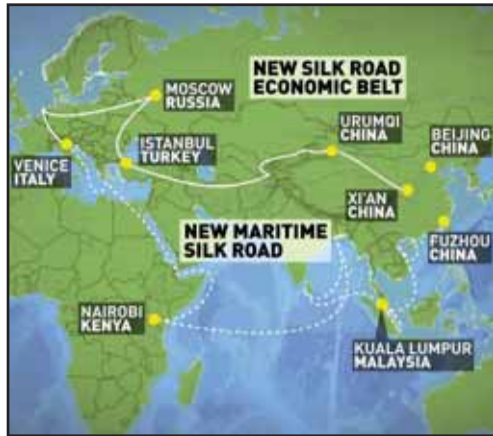 NEW SILK ROAD
ECONOMIC BELT
MOSCOW
RUSSIA
URUMQI
CHINA
BEIJING
CHINA
VENICE
ITALY
ISTANBUL
TURKEY
XI'AN
CHINA
NEW MARITIME
SILK ROAD
FUZHOU
CHINA
NAIROBI
KENYA
KUALA LUMPUR
MALAYSIA